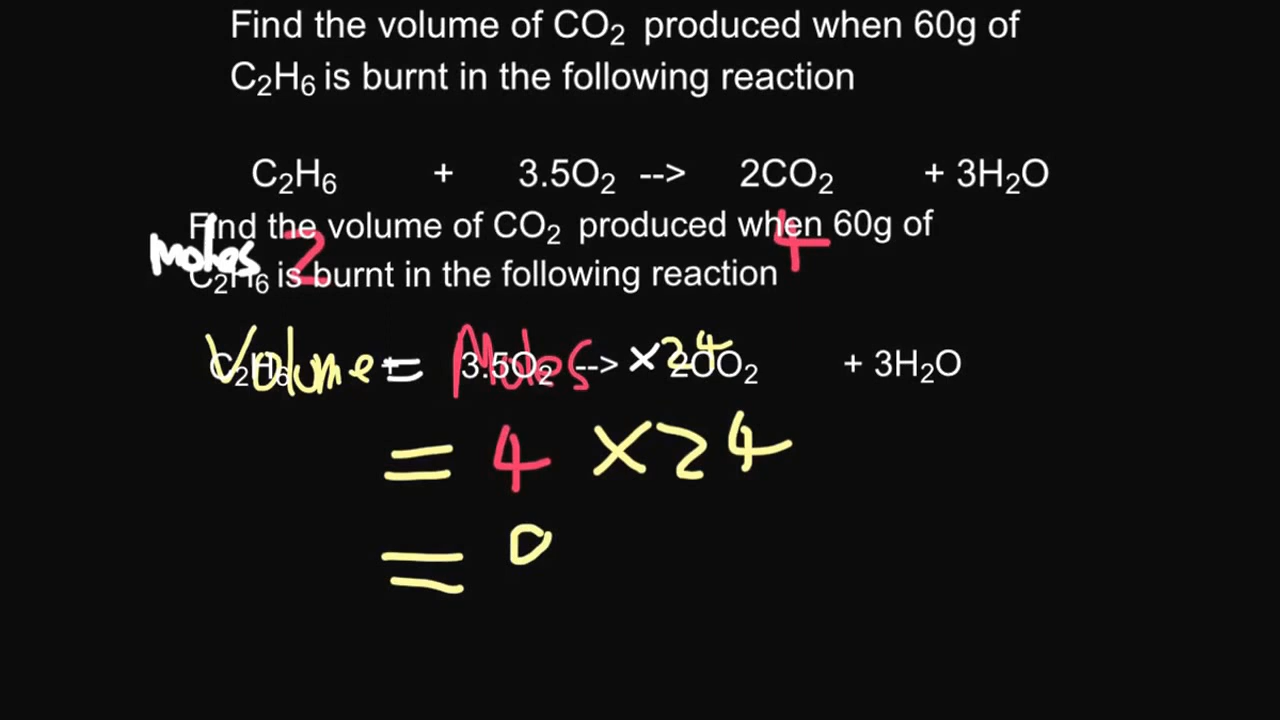 Find the volume of CO₂ produced when 60g of
C₂H₆ is burnt in the following reaction
C₂H₆ + 3.5O₂ --> 2CO₂ + 3H₂O
Find the volume of CO₂ produced when 60g of
Moles 2 4
C₂H₆ is burnt in the following reaction
Volume = Moles × 24
C₂H₆ + 3.5O₂ --> 2CO₂ + 3H₂O
= 4 × 24
=